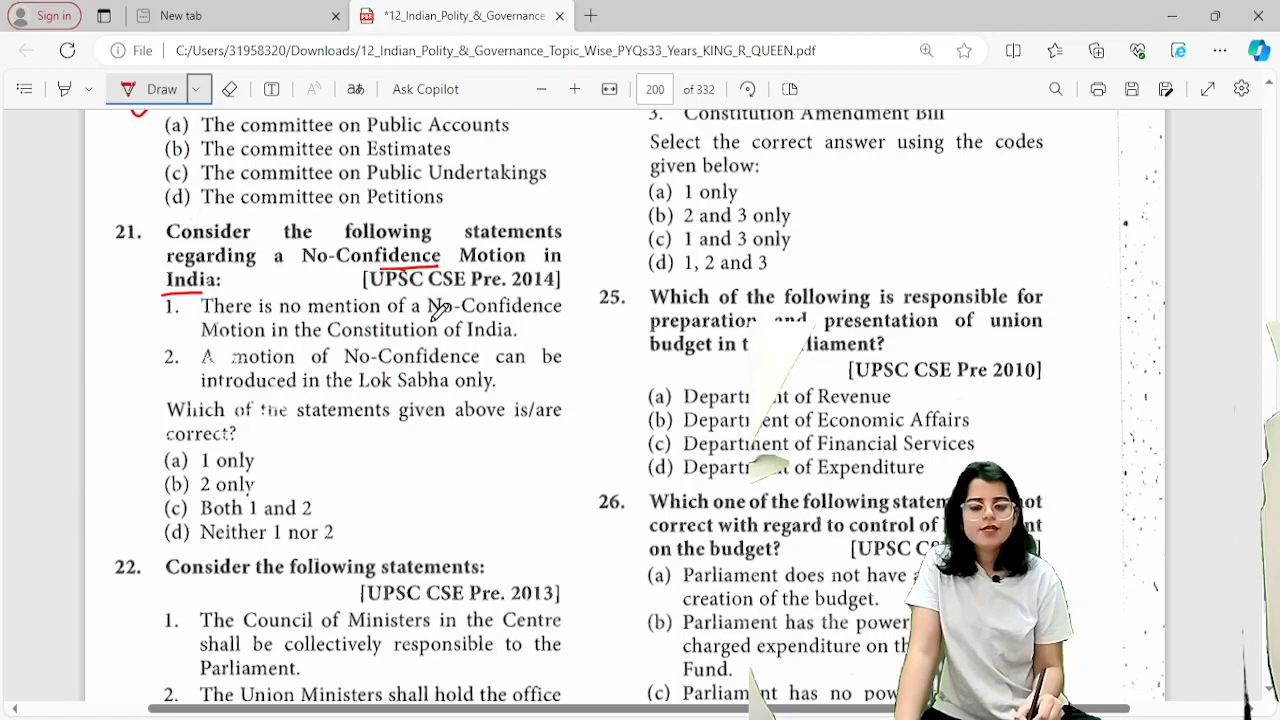 Sign in
New tab
*12_Indian_Polity_&_Governance
File
C:/Users/31958320/Downloads/12_Indian_Polity_&_Governance_Topic_Wise_PYQs33_Years_KING_R_QUEEN.pdf
Draw
Ask Copilot
200 of 332
(a) The committee on Public Accounts
(b) The committee on Estimates
(c) The committee on Public Undertakings
(d) The committee on Petitions
21. Consider the following statements
regarding a No-Confidence Motion in
India: [UPSC CSE Pre. 2014]
1. There is no mention of a No-Confidence
Motion in the Constitution of India.
2. A motion of No-Confidence can be
introduced in the Lok Sabha only.
Which of the statements given above is/are
correct?
(a) 1 only
(b) 2 only
(c) Both 1 and 2
(d) Neither 1 nor 2
22. Consider the following statements:
[UPSC CSE Pre. 2013]
1. The Council of Ministers in the Centre
shall be collectively responsible to the
Parliament.
2. The Union Ministers shall hold the office
3. Constitution Amendment Bill
Select the correct answer using the codes
given below:
(a) 1 only
(b) 2 and 3 only
(c) 1 and 3 only
(d) 1, 2 and 3
25. Which of the following is responsible for
preparation and presentation of union
budget in t liament?
[UPSC CSE Pre 2010]
(a) Department of Revenue
(b) Department of Economic Affairs
(c) Department of Financial Services
(d) Department of Expenditure
26. Which one of the following statem not
correct with regard to control of
on the budget? [UPSC
(a) Parliament does not have
creation of the budget.
(b) Parliament has the power
charged expenditure on th
Fund.
(c) Parliament has no pow